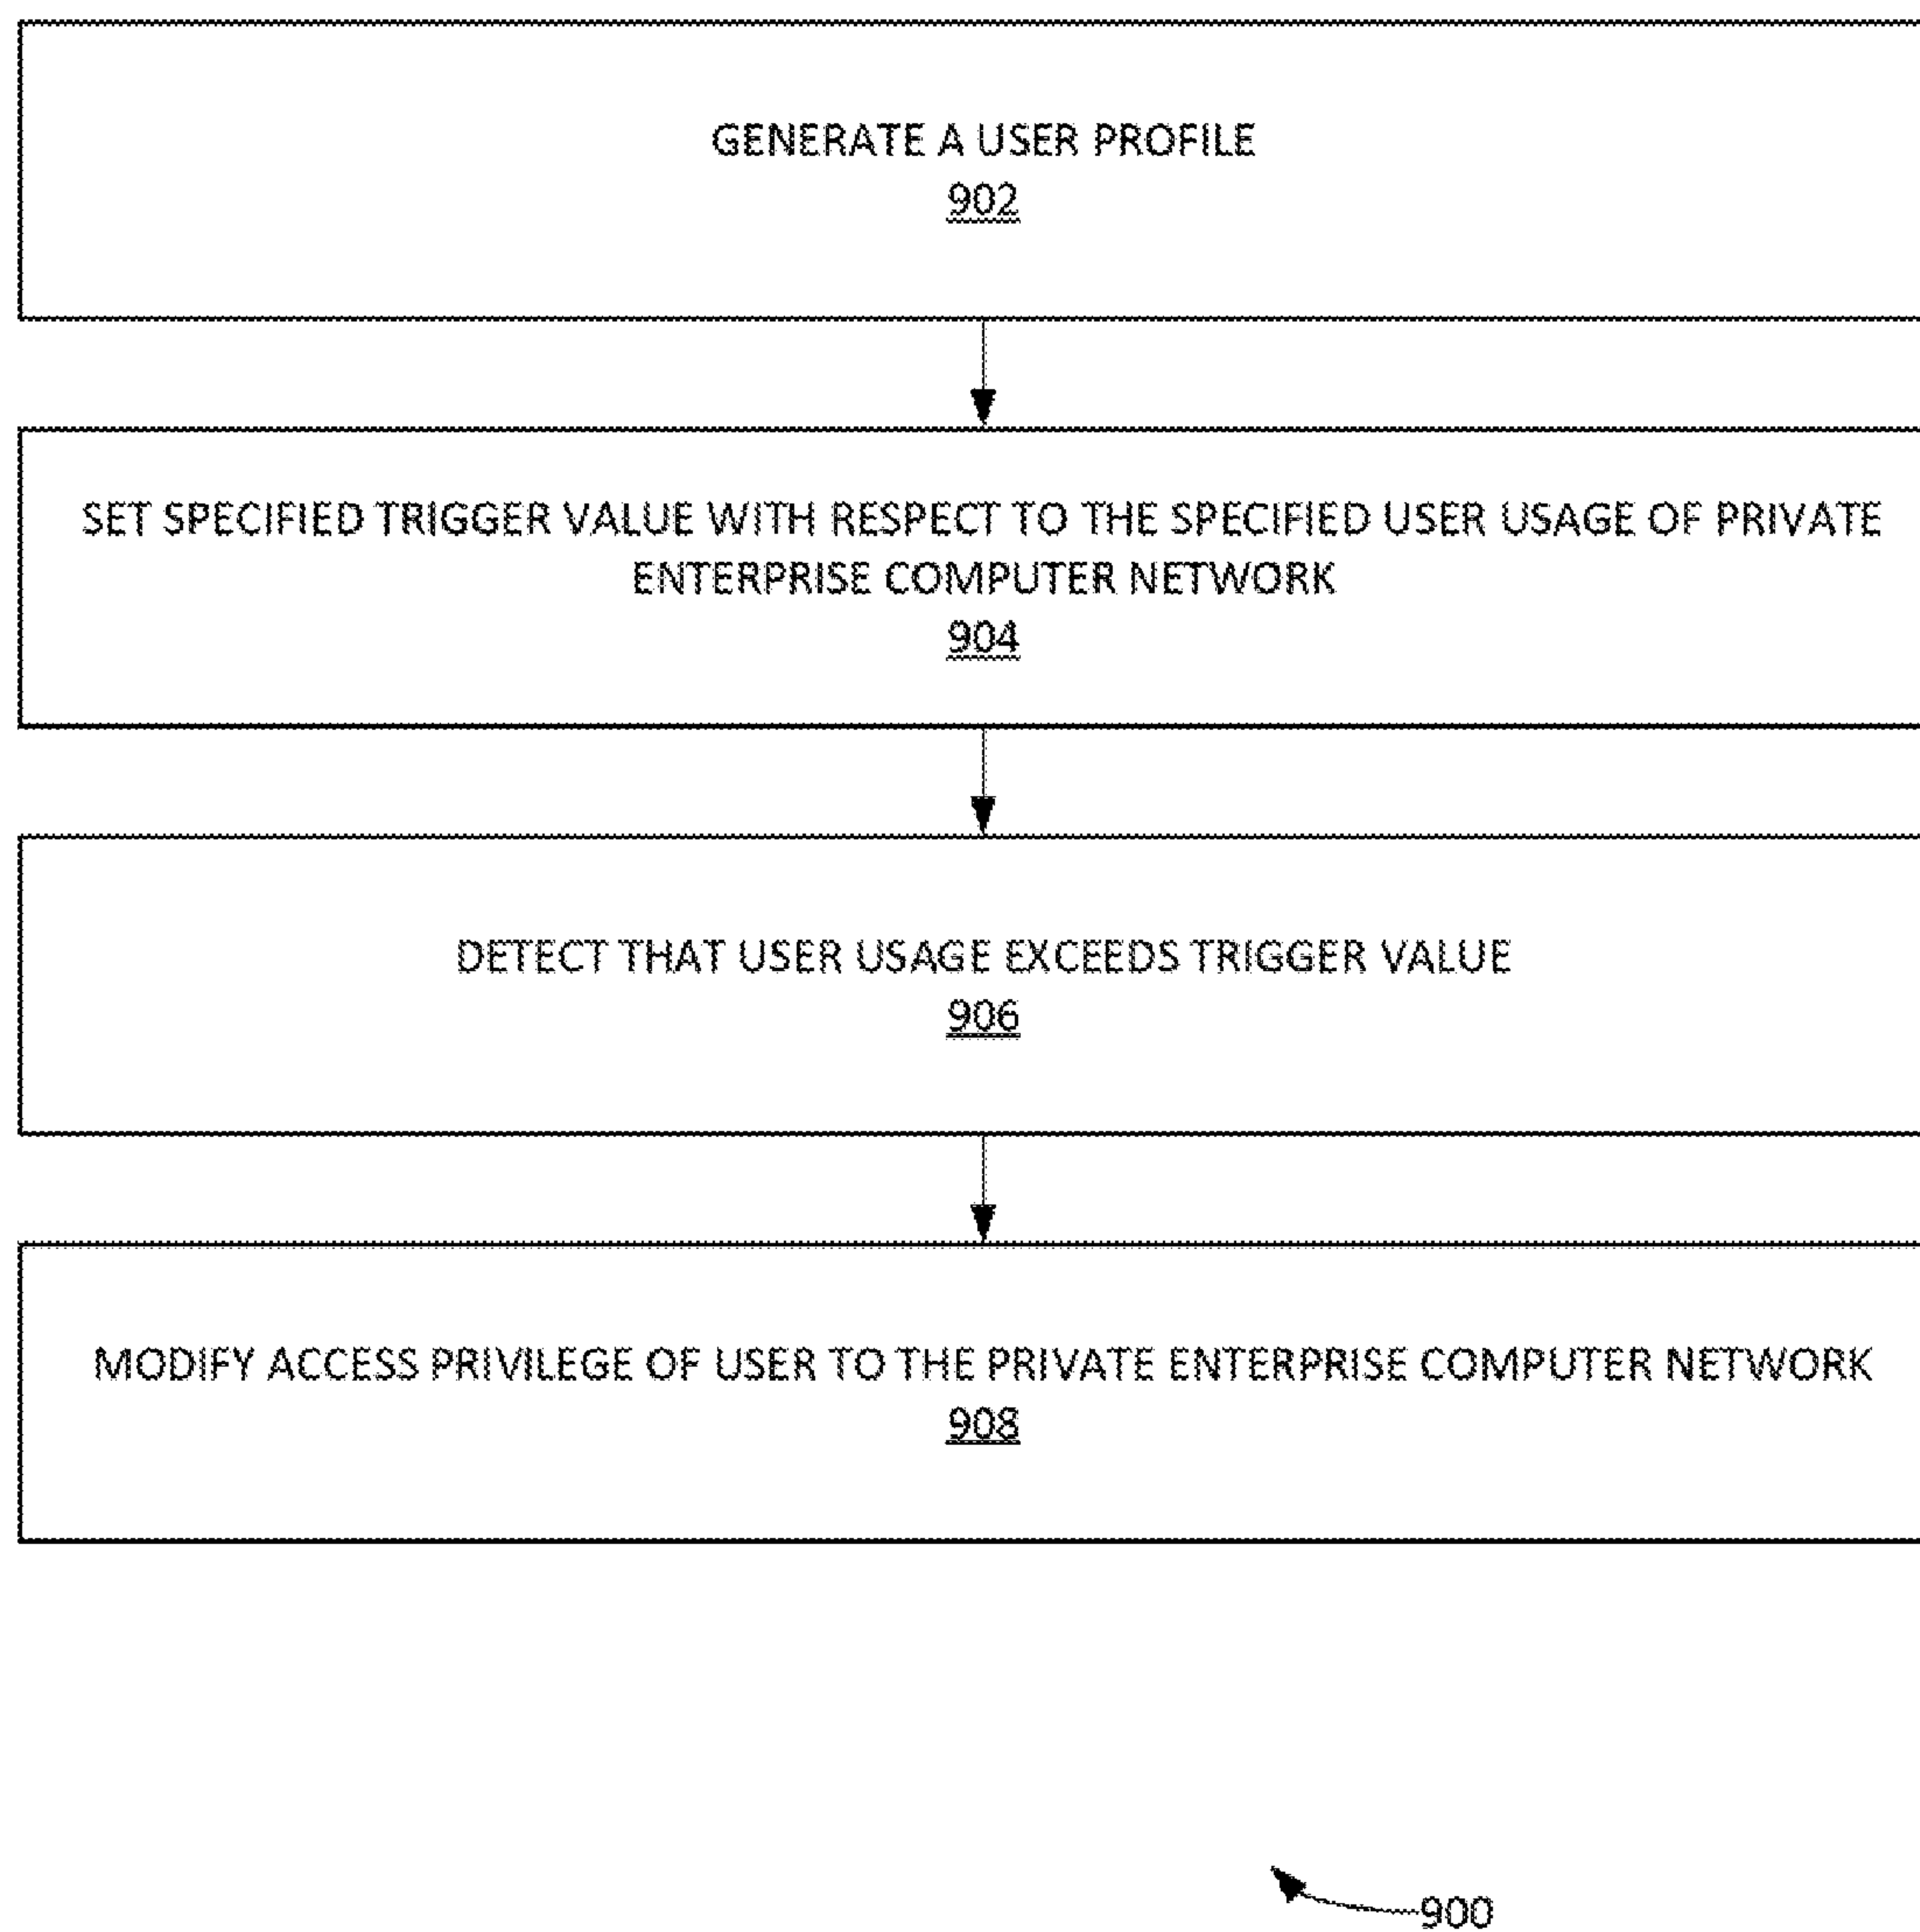 GENERATE A USER PROFILE
902
SET SPECIFIED TRIGGER VALUE WITH RESPECT TO THE SPECIFIED USER USAGE OF PRIVATE
ENTERPRISE COMPUTER NETWORK
904
DETECT THAT USER USAGE EXCEEDS TRIGGER VALUE
906
MODIFY ACCESS PRIVILEGE OF USER TO THE PRIVATE ENTERPRISE COMPUTER NETWORK
908
900